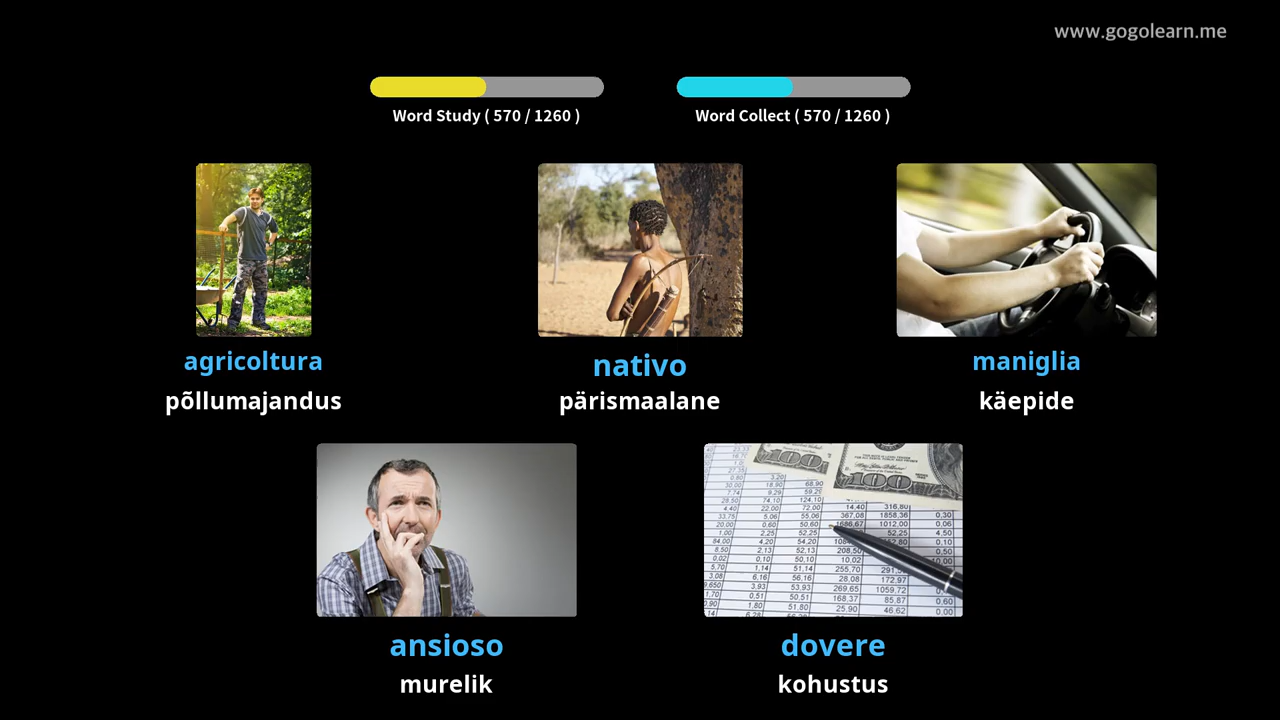 www.gogolearn.me
Word Study ( 570 / 1260 )
Word Collect ( 570 / 1260 )
agricoltura
põllumajandus
nativo
pärismaalane
maniglia
käepide
ansioso
murelik
dovere
kohustus